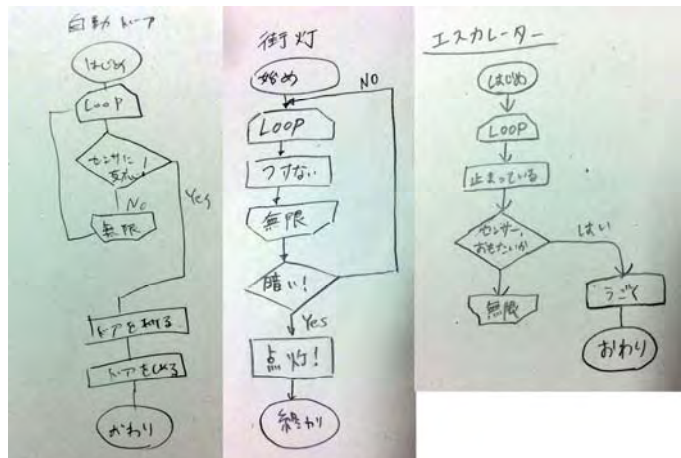 自動ドア
はじめ
LOOP
センサに
No
Yes
無限
ドアをあける
ドアをしめる
おわり
街灯
始め
NO
LOOP
つけない
無限
暗い!
Yes
点灯!
終わり
エスカレーター
はじめ
LOOP
止まっている
センサー、
おもたいか
はい
無限
うごく
おわり